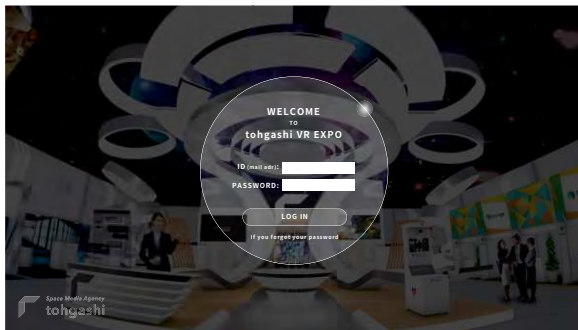 WELCOME
TO
tohgashi VR EXPO
ID (mail adr):
PASSWORD:
LOG IN
If you forgot your password
Space Media Agency
tohgashi